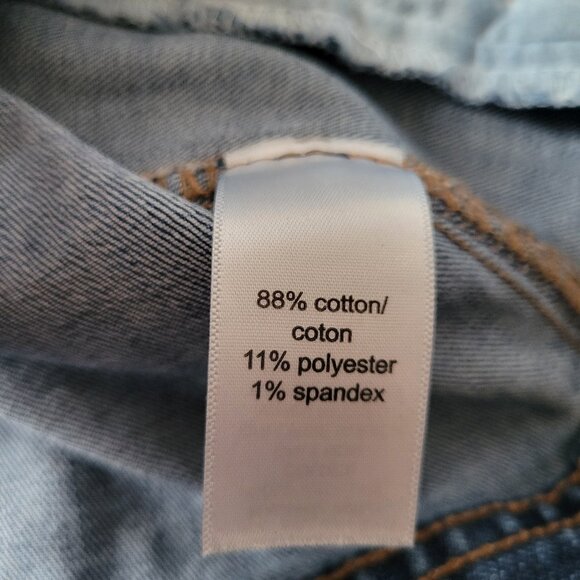 88% cotton/
coton
11% polyester
1% spandex